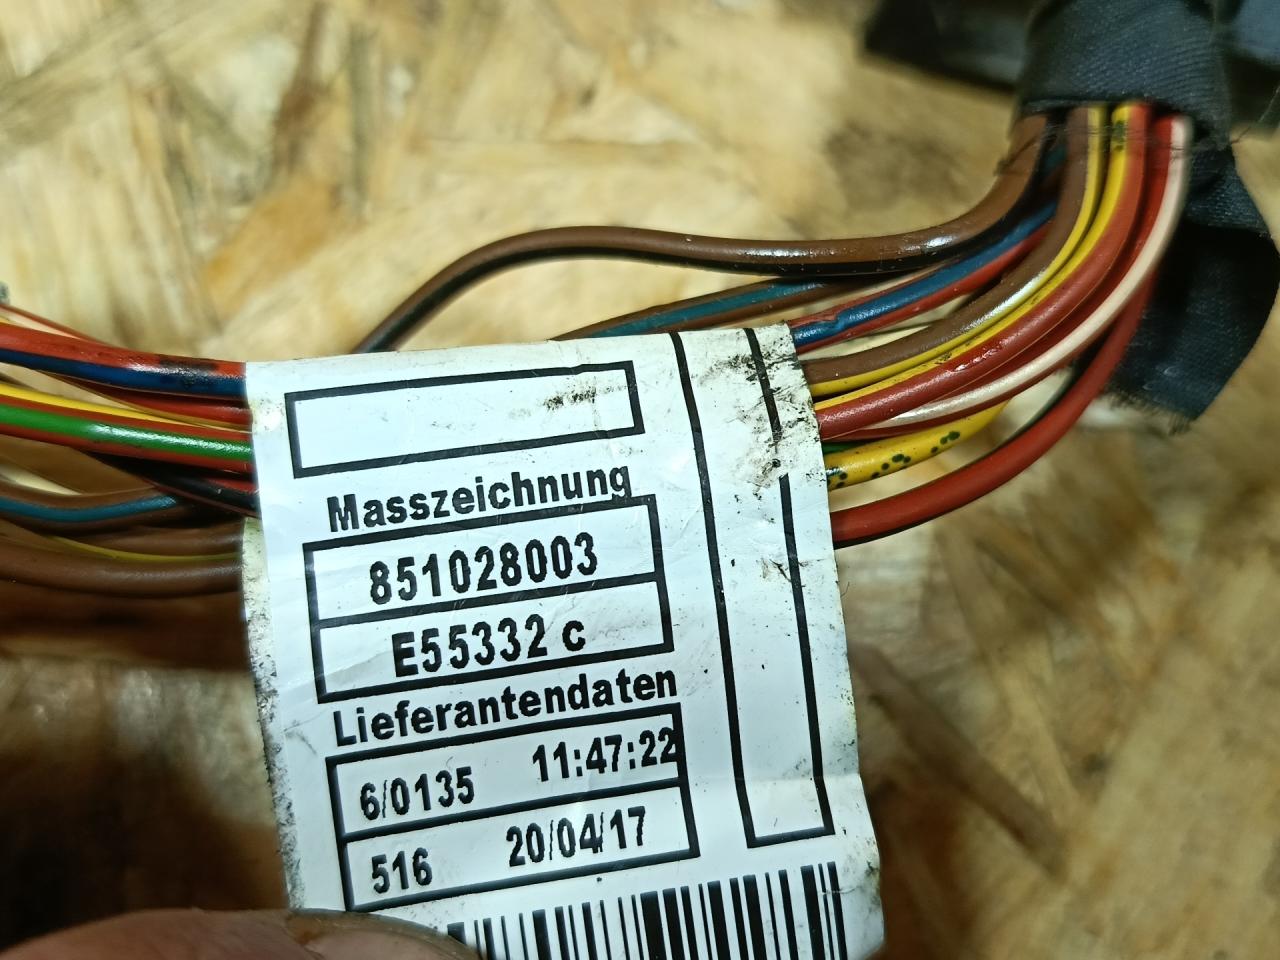 Masszeichnung
851028003
E55332 c
Lieferantendaten
6/0135 11:47:22
516 20/04/17